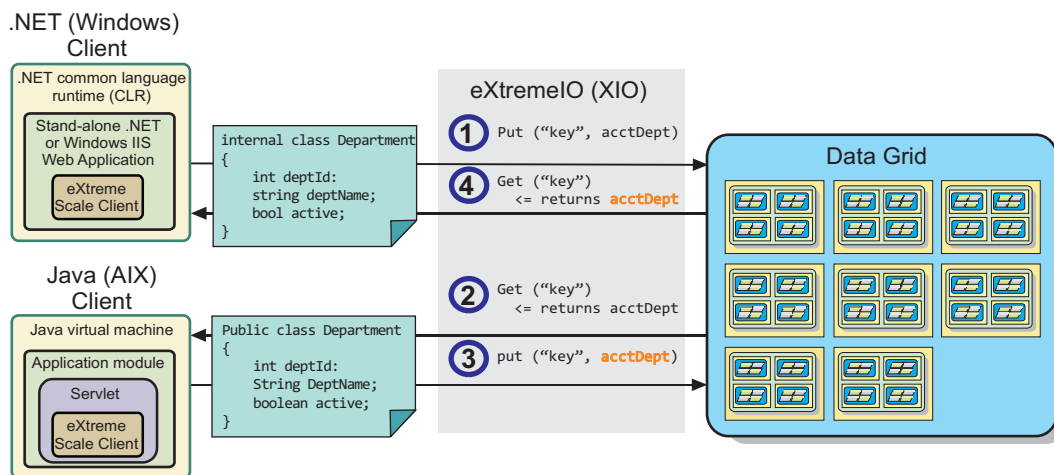 .NET (Windows)
Client
.NET common language
runtime (CLR)
Stand-alone .NET
or Windows IIS
Web Application
eXtreme
Scale Client
internal class Department
{
int deptId:
string deptName;
bool active;
}
eXtremeIO (XIO)
1 Put (“key”, acctDept)
4 Get (“key”)
<= returns acctDept
Data Grid
Java (AIX)
Client
Java virtual machine
Application module
Servlet
eXtreme
Scale Client
Public class Department
{
int deptId:
String DeptName;
boolean active;
}
2 Get (“key”)
<= returns acctDept
3 put (“key”, acctDept)